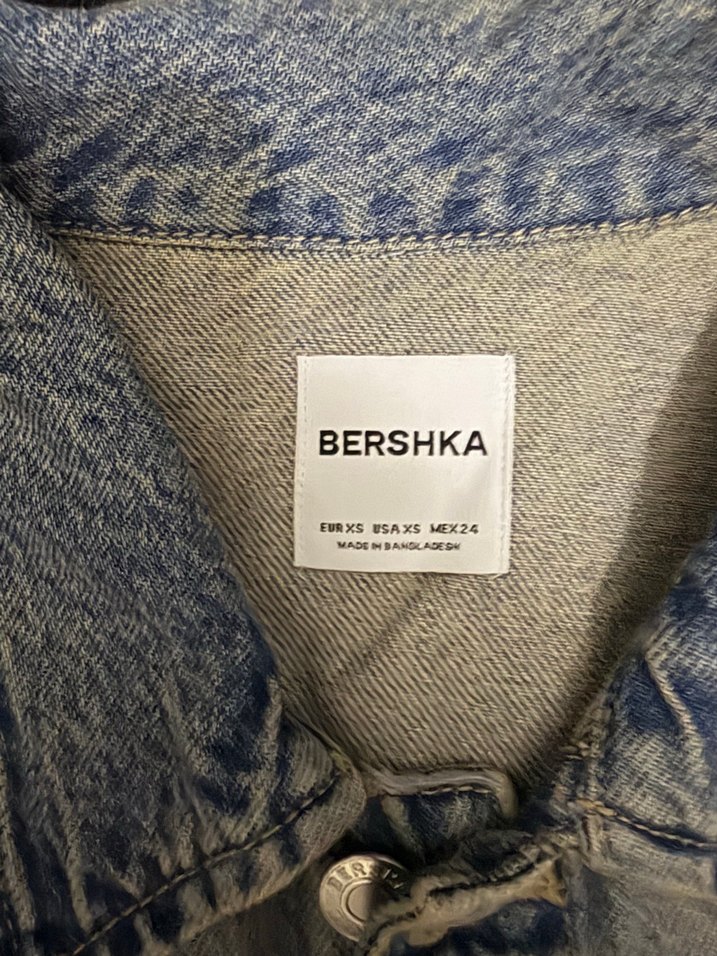 BERSHKA
EUR XS USA XS MEX 24
MADE IN BANGLADESH